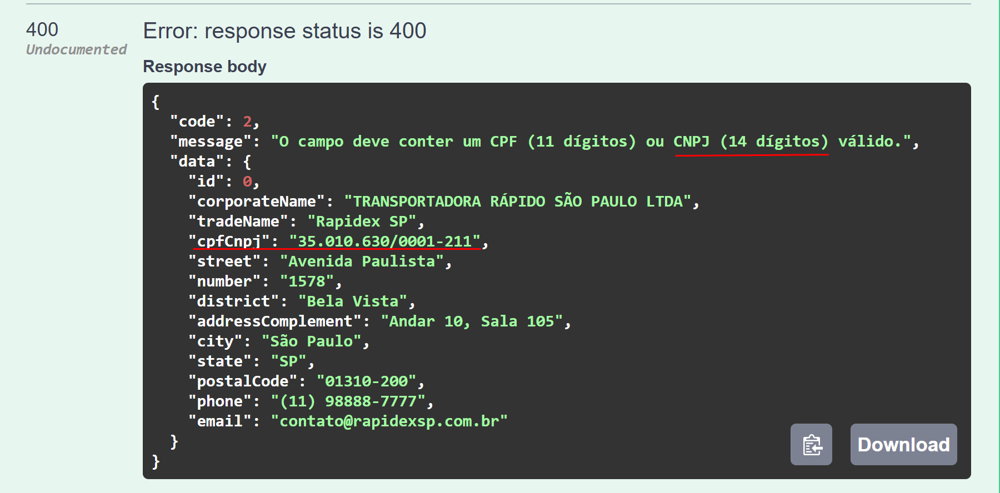 400
Undocumented
Error: response status is 400
Response body
{
"code": 2,
"message": "O campo deve conter um CPF (11 dígitos) ou CNPJ (14 dígitos) válido.",
"data": {
"id": 0,
"corporateName": "TRANSPORTADORA RÁPIDO SÃO PAULO LTDA",
"tradeName": "Rapidex SP",
"cpfCnpj": "35.010.630/0001-211",
"street": "Avenida Paulista",
"number": "1578",
"district": "Bela Vista",
"addressComplement": "Andar 10, Sala 105",
"city": "São Paulo",
"state": "SP",
"postalCode": "01310-200",
"phone": "(11) 98888-7777",
"email": "contato@rapidexsp.com.br"
}
}
Download